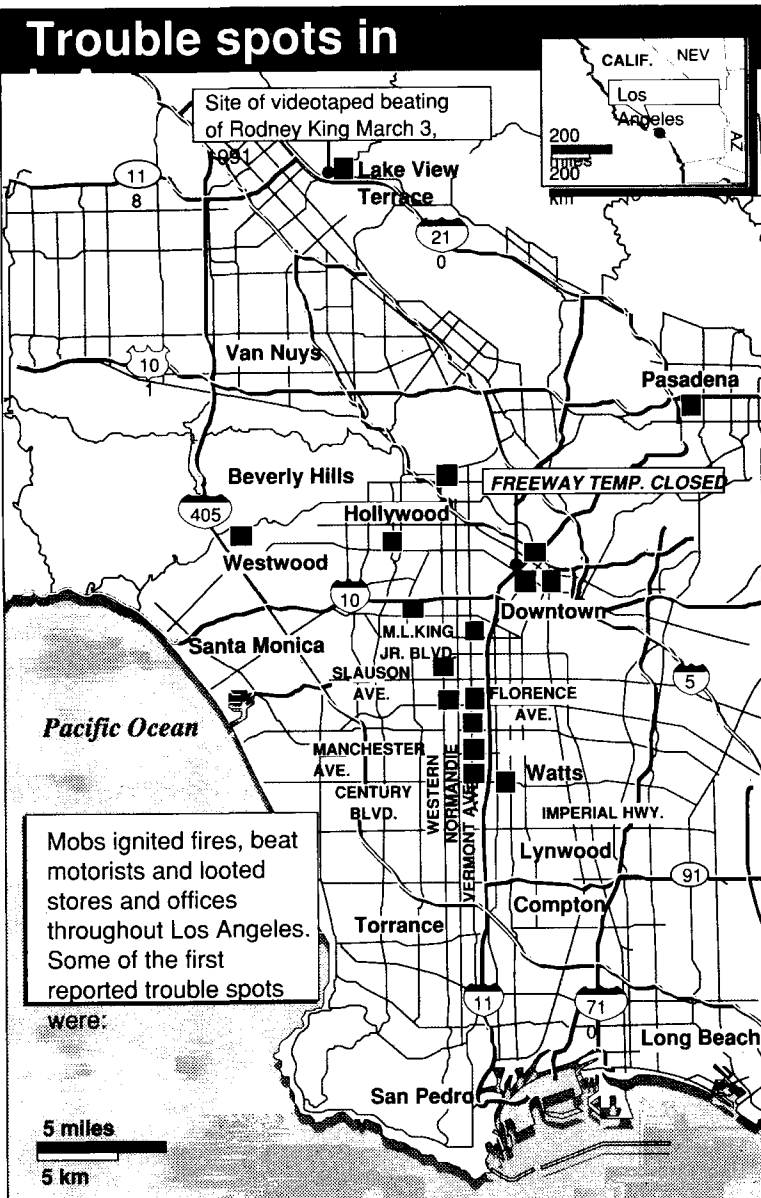 Trouble spots in
CALIF.
NEV
Los
Angeles
AZ
200
miles
200
km
Site of videotaped beating
of Rodney King March 3,
1991
Lake View
Terrace
11
8
21
0
Van Nuys
10
1
Pasadena
Beverly Hills
FREEWAY TEMP. CLOSED
405
Hollywood
Westwood
10
Downtown
M.L.KING
JR. BLVD.
Santa Monica
SLAUSON
AVE.
5
FLORENCE
AVE.
Pacific Ocean
MANCHESTER
AVE.
WESTERN
NORMANDIE
VERMONT AVE.
Watts
CENTURY
BLVD.
IMPERIAL HWY.
Mobs ignited fires, beat
motorists and looted
stores and offices
throughout Los Angeles.
Some of the first
reported trouble spots
were:
Lynwood
91
Compton
Torrance
11
71
0
Long Beach
San Pedro
5 miles
5 km